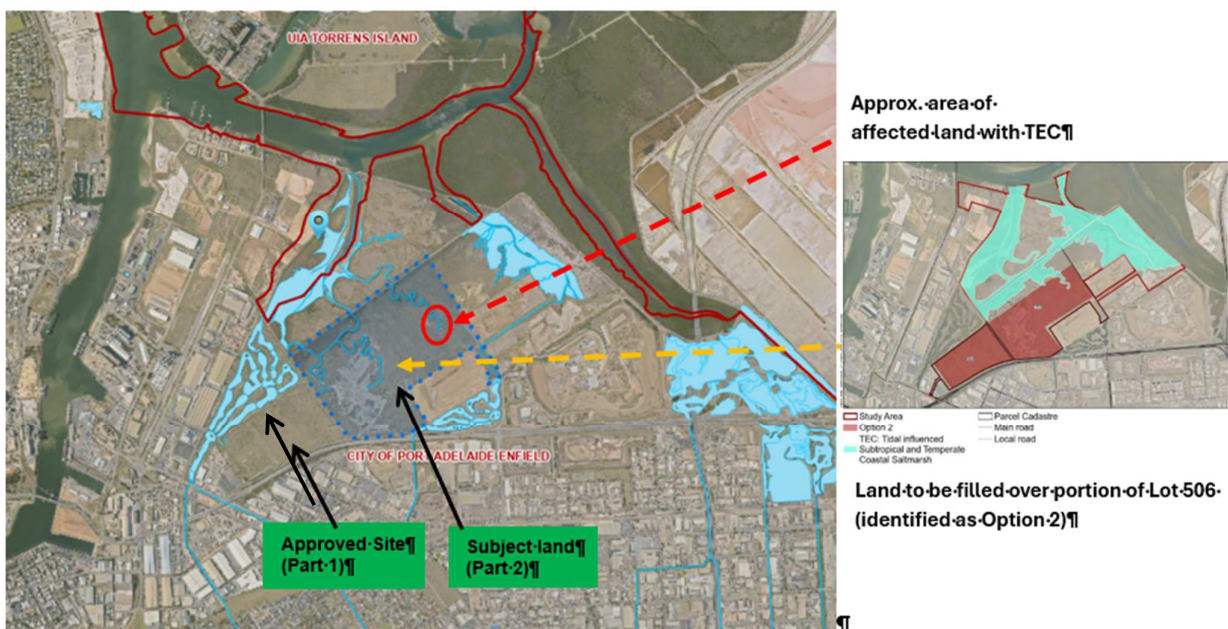 UIA TORRENS ISLAND
CITY OF PORT ADELAIDE ENFIELD
Approved·Site¶
(Part·1)¶
Subject·land¶
(Part·2)¶
Approx.·area·of·
affected·land·with·TEC¶
Study Area
Option 2
TEC: Tidal influenced
Subtropical and Temperate
Coastal Saltmarsh
Parcel Cadastre
Main road
Local road
Land·to·be·filled·over·portion·of·Lot·506·
(identified·as·Option·2)¶
¶